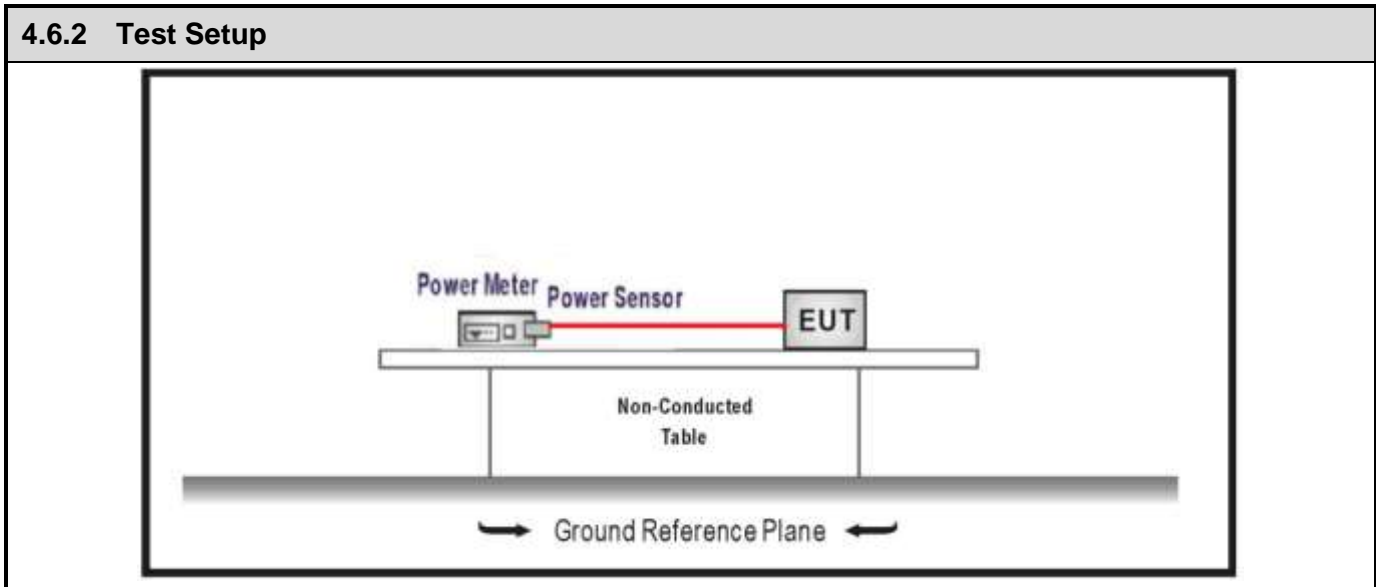 4.6.2 Test Setup
Power Meter
Power Sensor
EUT
Non-Conducted
Table
Ground Reference Plane